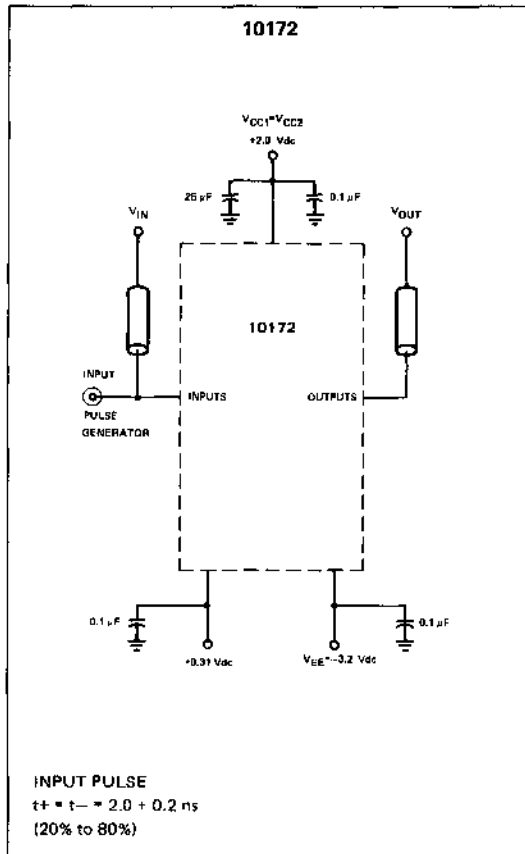 10172
VCC1=VCC2
+2.0 Vdc
25 µF
0.1 µF
VIN
VOUT
10172
INPUT
INPUTS
OUTPUTS
PULSE
GENERATOR
0.1 µF
0.1 µF
+0.31 Vdc
VEE=-3.2 Vdc
INPUT PULSE
t+ = t− = 2.0 + 0.2 ns
(20% to 80%)